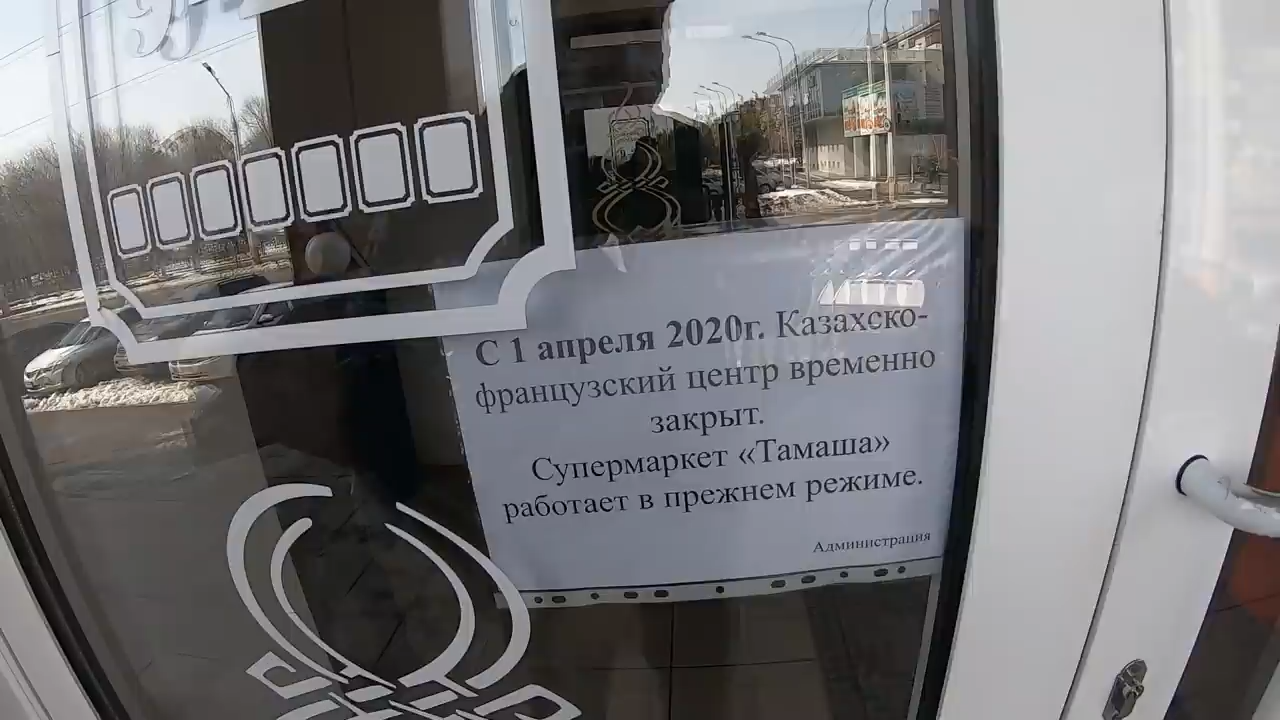 С 1 апреля 2020г. Казахско-
французский центр временно
закрыт.
Супермаркет «Тамаша»
работает в прежнем режиме.
Администрация